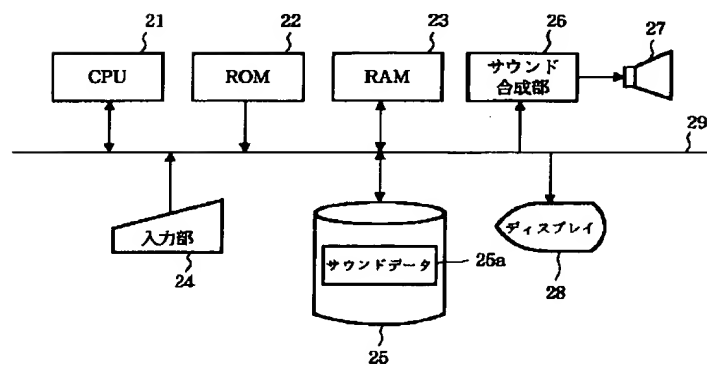 21
22
23
26
27
CPU
ROM
RAM
サウンド
合成部
29
入力部
24
サウンドデータ
25a
25
ディスプレイ
28